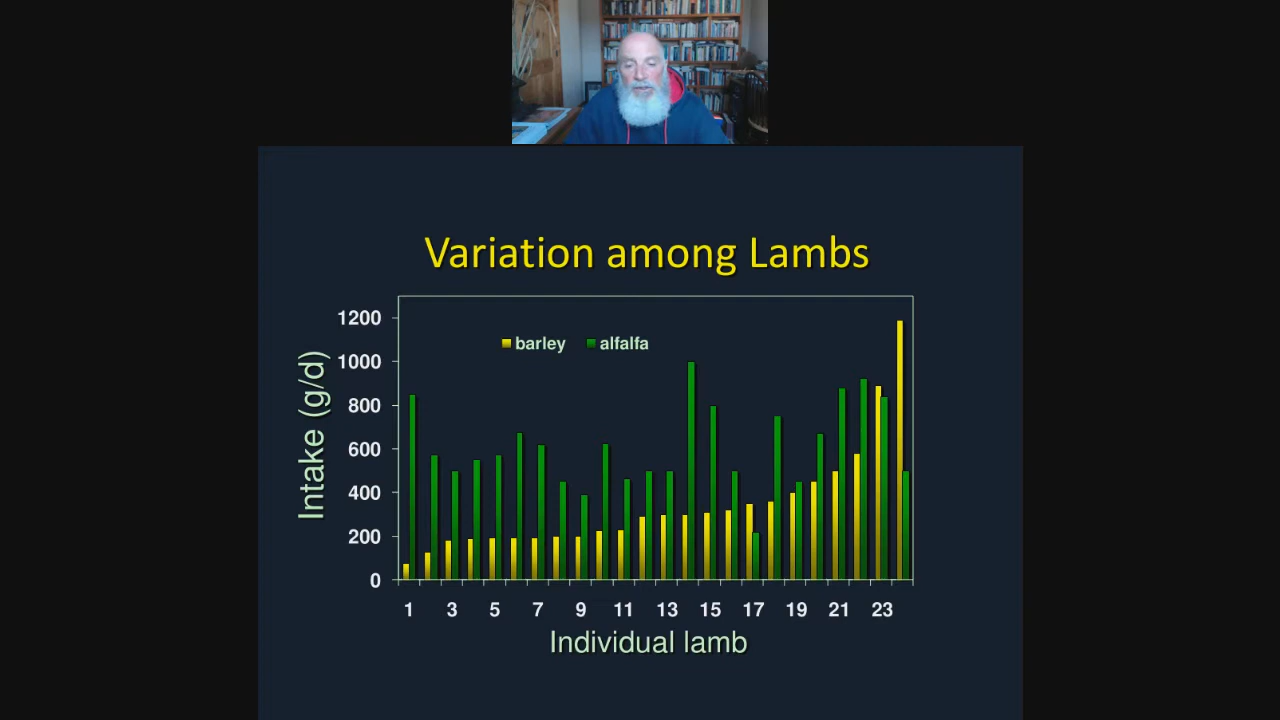 Variation among Lambs
barley alfalfa
Intake (g/d)
1200
1000
800
600
400
200
0
1 3 5 7 9 11 13 15 17 19 21 23
Individual lamb